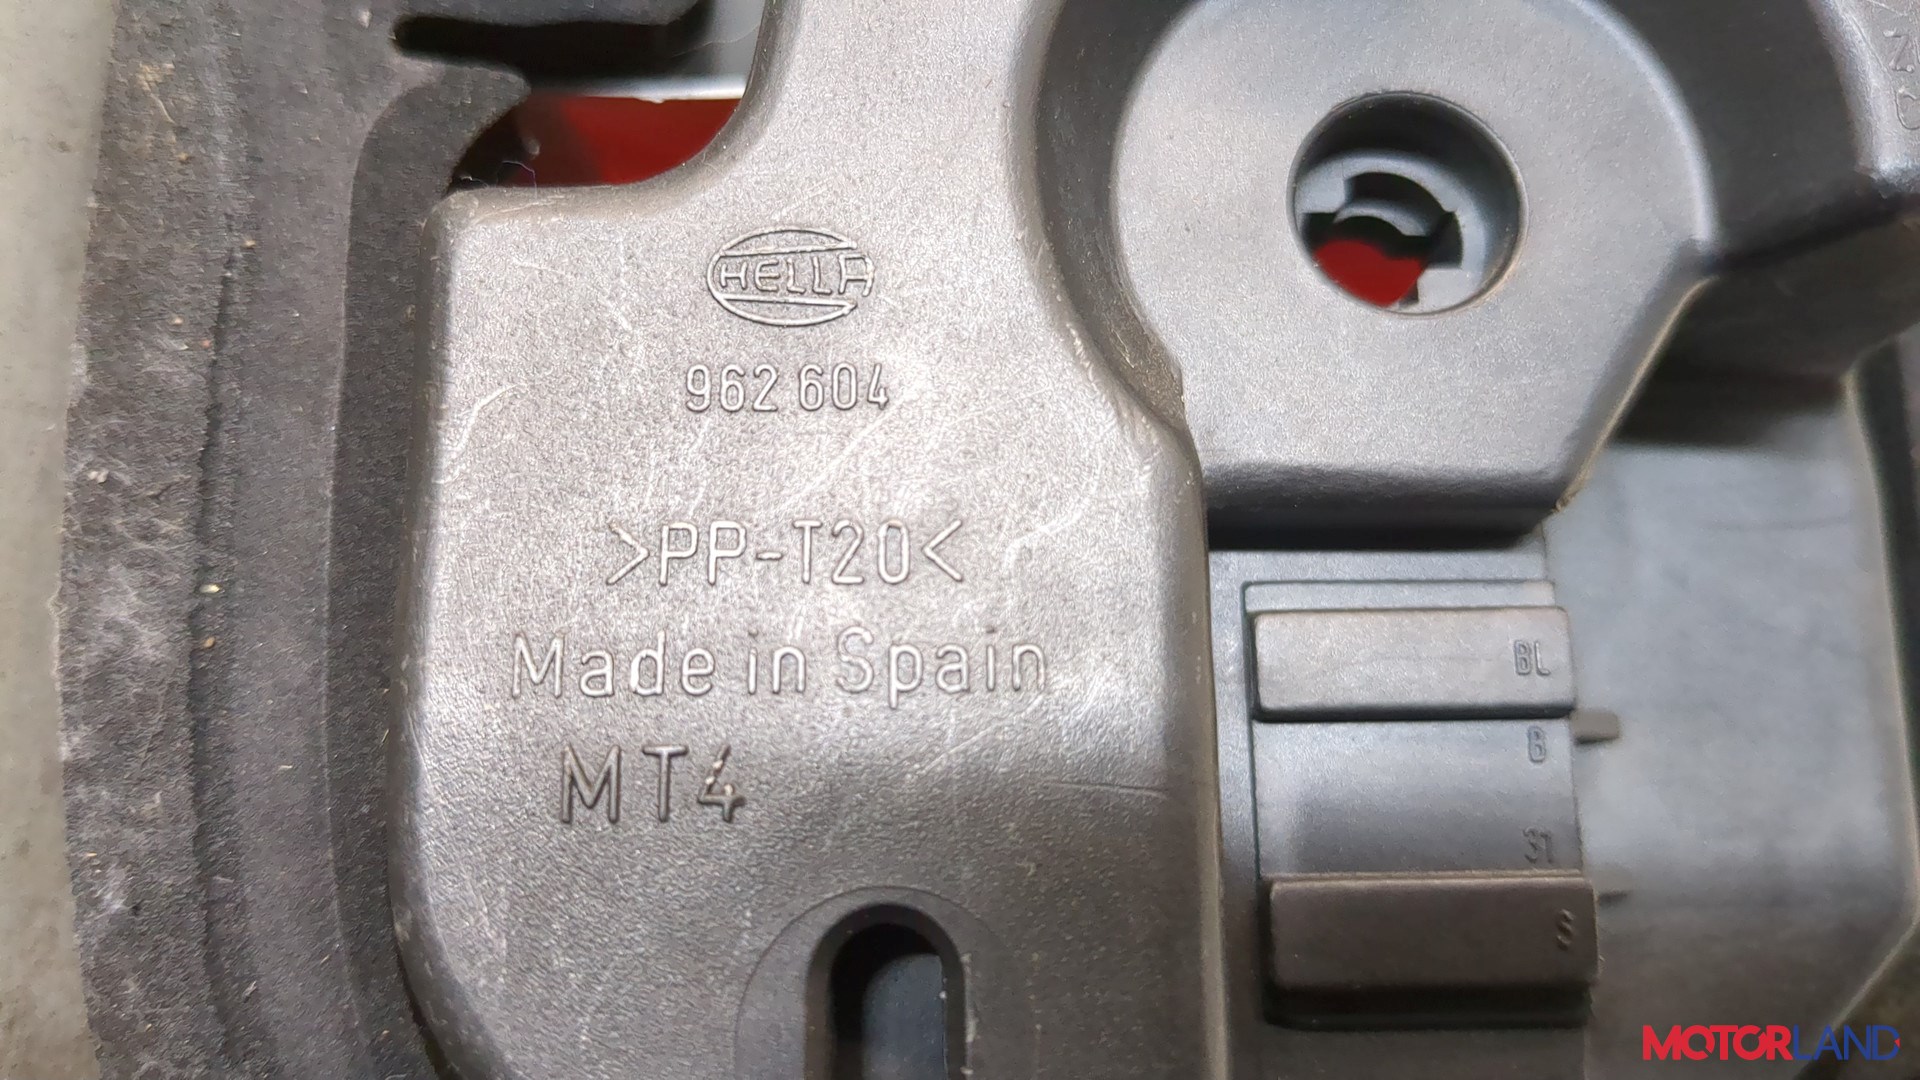 HELLA
962 604
>PP-T20<
Made in Spain
MT4
BL
B
31
S
MOTORLAND